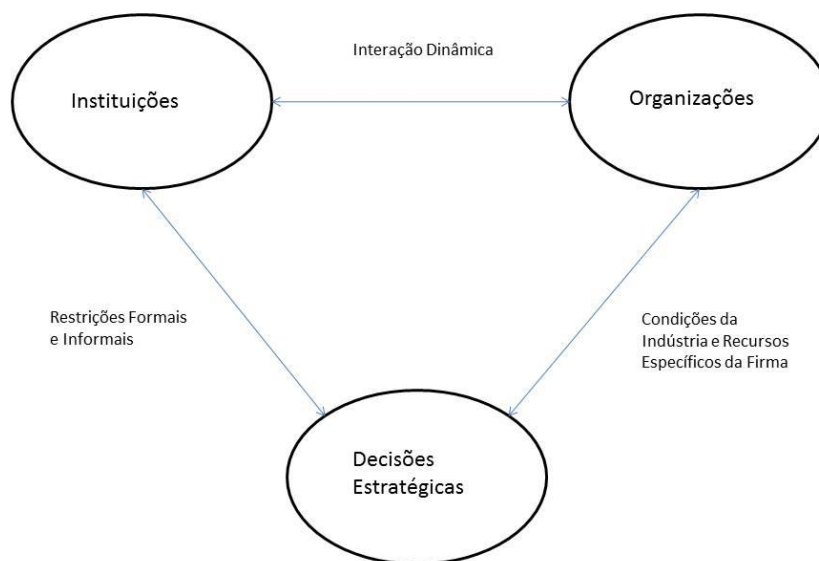 Interação Dinâmica
Instituições
Organizações
Restrições Formais
e Informais
Condições da
Indústria e Recursos
Específicos da Firma
Decisões
Estratégicas